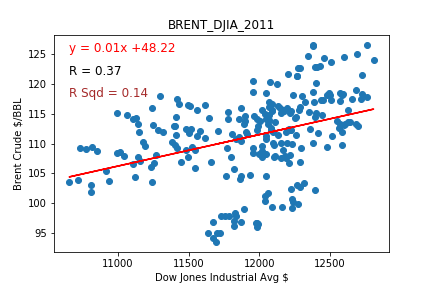 BRENT_DJIA_2011
y = 0.01x +48.22
R = 0.37
R Sqd = 0.14
Brent Crude $/BBL
125
120
115
110
105
100
95
11000 11500 12000 12500
Dow Jones Industrial Avg $